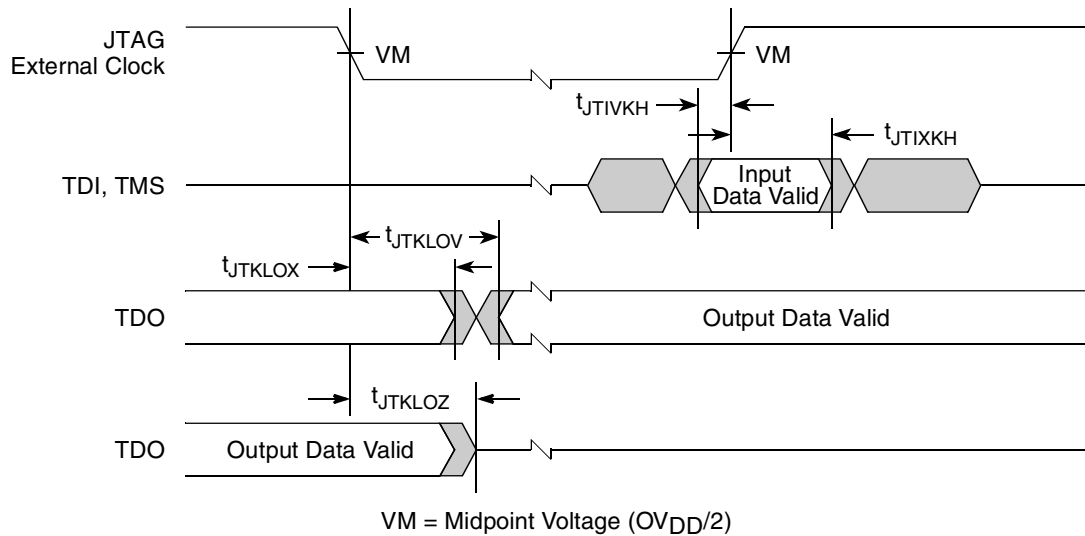 JTAG
External Clock
VM
VM
tJTIVKH
tJTIXKH
TDI, TMS
Input
Data Valid
tJTKLOV
tJTKLOX
TDO
Output Data Valid
tJTKLOZ
TDO
Output Data Valid
VM = Midpoint Voltage (OVDD/2)